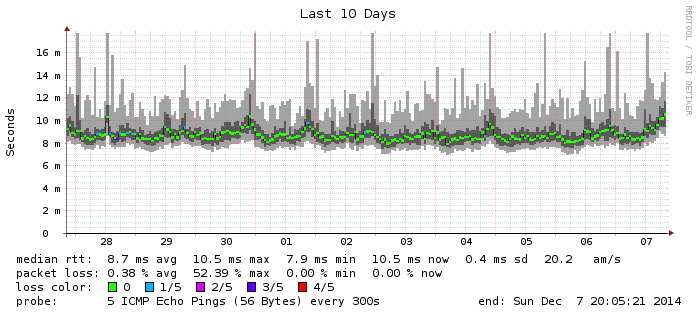 Last 10 Days
RRDTOOL / TOBI OETIKER
Seconds
16 m
14 m
12 m
10 m
8 m
6 m
4 m
2 m
0
28 29 30 01 02 03 04 05 06 07
median rtt: 8.7 ms avg 10.5 ms max 7.9 ms min 10.5 ms now 0.4 ms sd 20.2 am/s
packet loss: 0.38 % avg 52.39 % max 0.00 % min 0.00 % now
loss color: 0 1/5 2/5 3/5 4/5
probe: 5 ICMP Echo Pings (56 Bytes) every 300s end: Sun Dec 7 20:05:21 2014